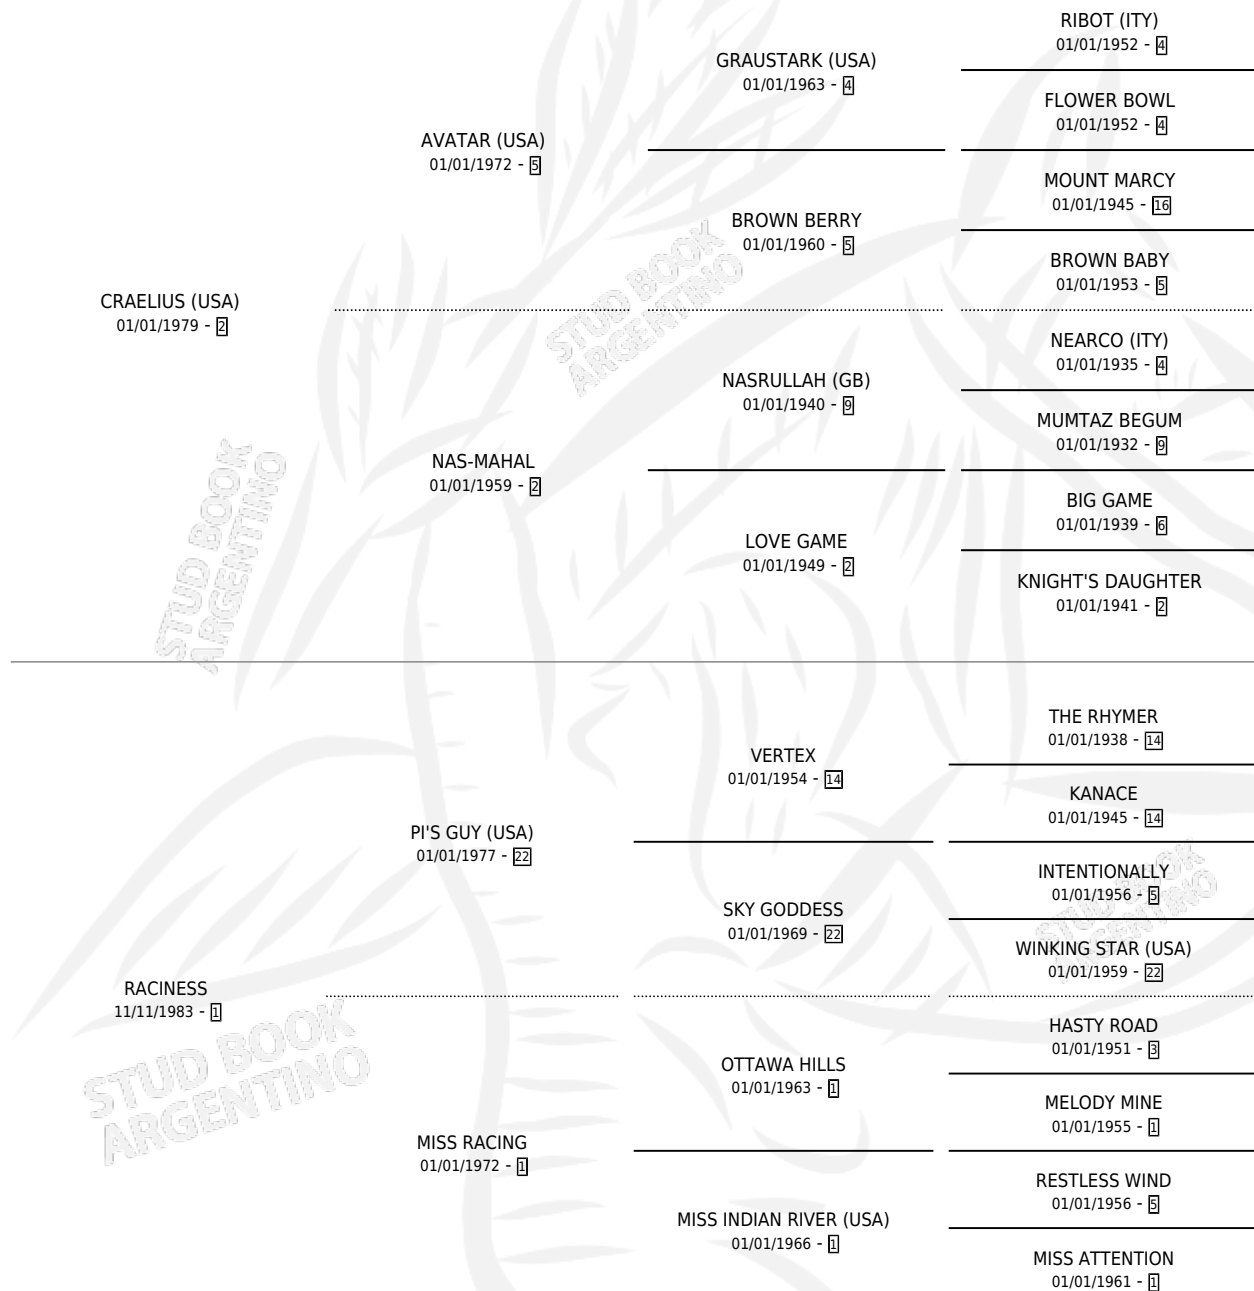 RIBOT (ITY)
01/01/1952 - 4
GRAUSTARK (USA)
01/01/1963 - 4
FLOWER BOWL
01/01/1952 - 4
AVATAR (USA)
01/01/1972 - 5
MOUNT MARCY
01/01/1945 - 16
BROWN BERRY
01/01/1960 - 5
BROWN BABY
01/01/1953 - 5
CRAELIUS (USA)
01/01/1979 - 2
STUD BOOK
ARGENTINO
NEARCO (ITY)
01/01/1935 - 4
NASRULLAH (GB)
01/01/1940 - 9
MUMTAZ BEGUM
01/01/1932 - 9
NAS-MAHAL
01/01/1959 - 2
BIG GAME
01/01/1939 - 6
LOVE GAME
01/01/1949 - 2
KNIGHT'S DAUGHTER
01/01/1941 - 2
STUD BOOK
ARGENTINO
THE RHYMER
01/01/1938 - 14
VERTEX
01/01/1954 - 14
KANACE
01/01/1945 - 14
PI'S GUY (USA)
01/01/1977 - 22
INTENTIONALLY
01/01/1956 - 5
SKY GODDESS
01/01/1969 - 22
WINKING STAR (USA)
01/01/1959 - 22
STUD BOOK
ARGENTINO
RACINESS
11/11/1983 - 1
HASTY ROAD
01/01/1951 - 3
OTTAWA HILLS
01/01/1963 - 1
MELODY MINE
01/01/1955 - 1
STUD BOOK
ARGENTINO
MISS RACING
01/01/1972 - 1
RESTLESS WIND
01/01/1956 - 5
MISS INDIAN RIVER (USA)
01/01/1966 - 1
MISS ATTENTION
01/01/1961 - 1